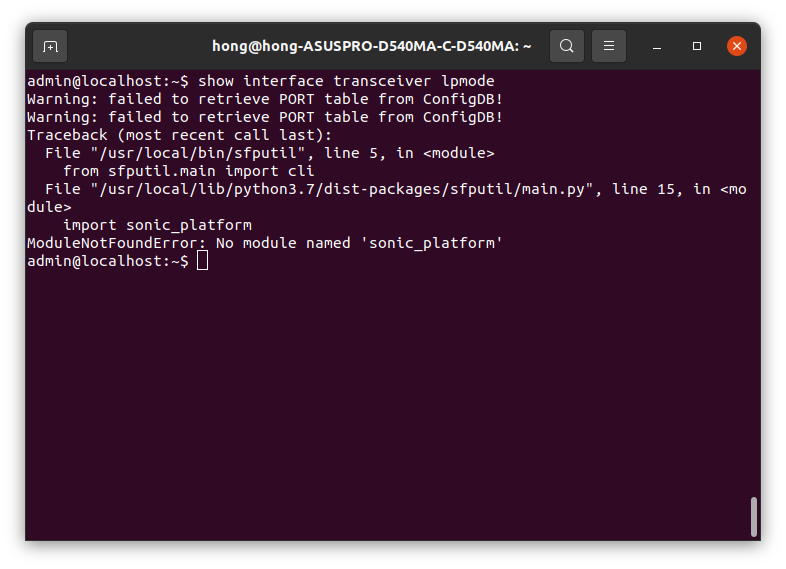 hong@hong-ASUSPRO-D540MA-C-D540MA: ~
admin@localhost:~$ show interface transceiver lpmode
Warning: failed to retrieve PORT table from ConfigDB!
Warning: failed to retrieve PORT table from ConfigDB!
Traceback (most recent call last):
  File "/usr/local/bin/sfputil", line 5, in <module>
    from sfputil.main import cli
  File "/usr/local/lib/python3.7/dist-packages/sfputil/main.py", line 15, in <mo
dule>
    import sonic_platform
ModuleNotFoundError: No module named 'sonic_platform'
admin@localhost:~$